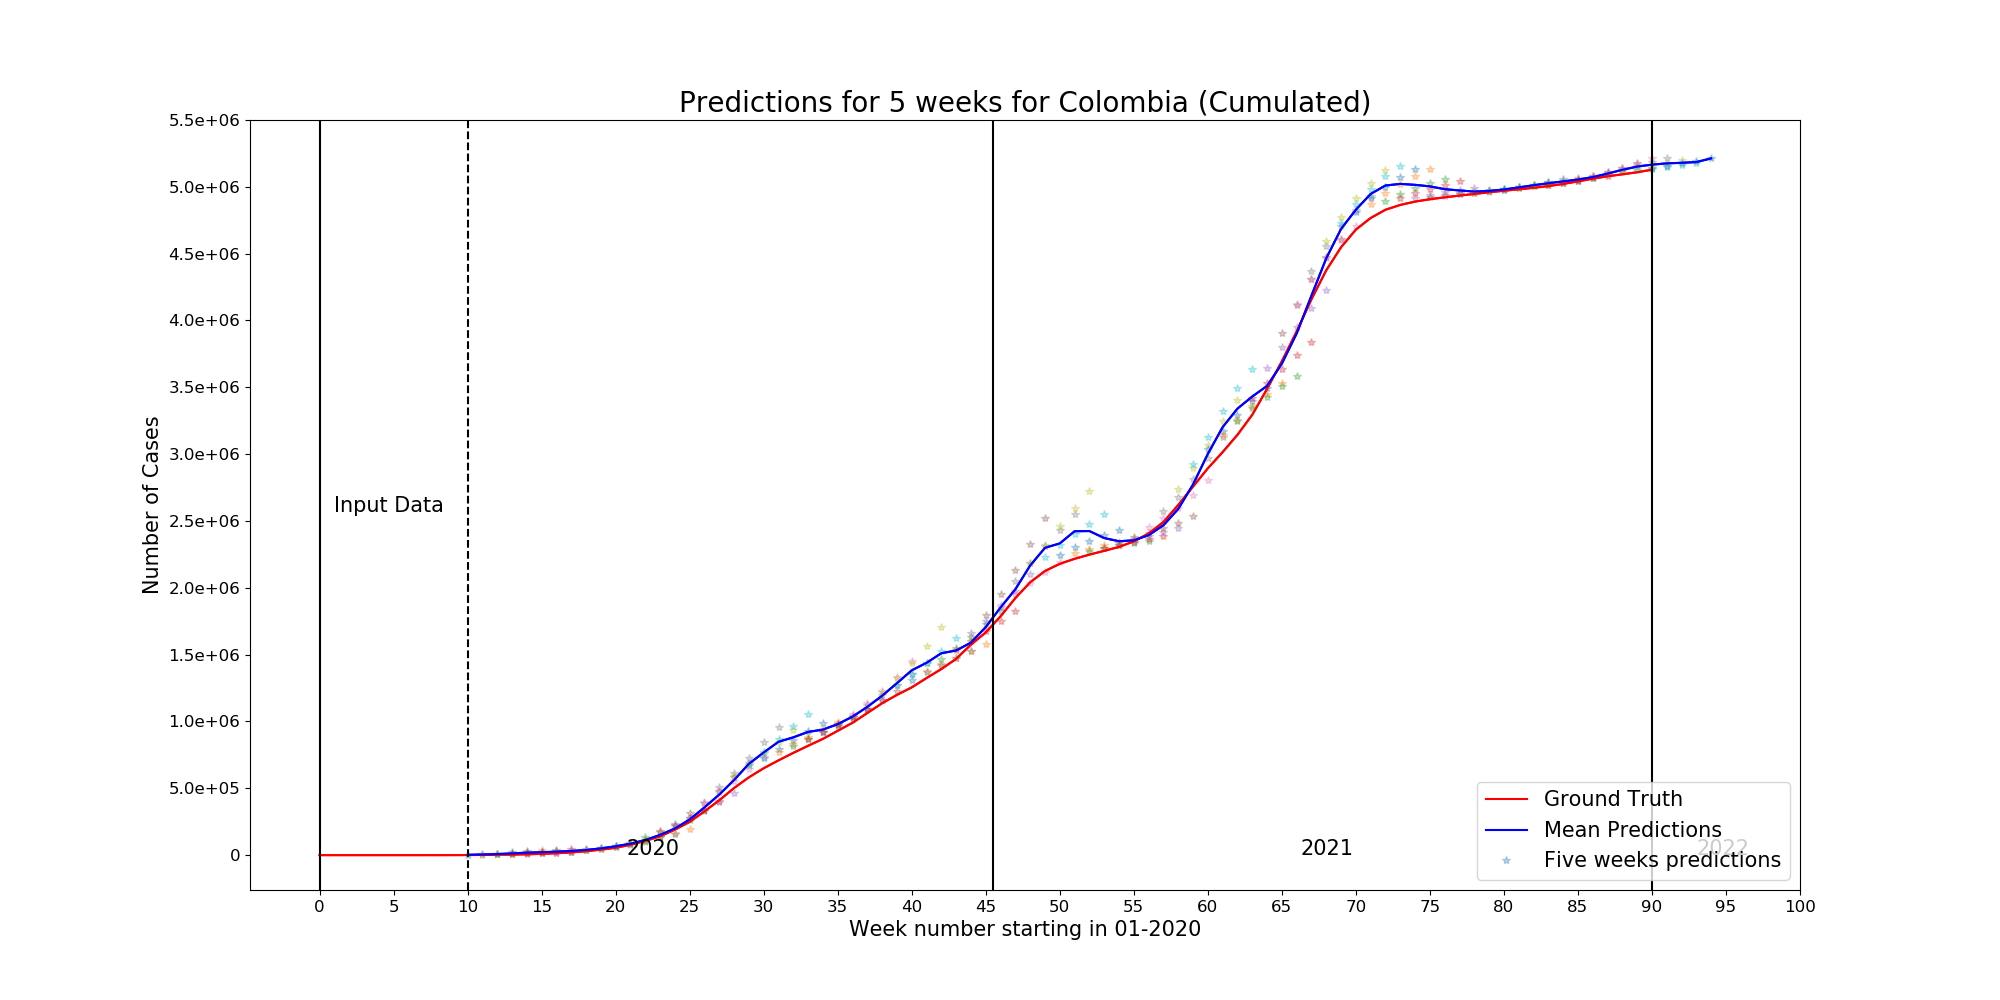 Predictions for 5 weeks for Colombia (Cumulated)
5.5e+06
5.0e+06
4.5e+06
4.0e+06
3.5e+06
3.0e+06
2.5e+06
2.0e+06
1.5e+06
1.0e+06
5.0e+05
0
Number of Cases
Input Data
2020
2021
2022
Ground Truth
Mean Predictions
Five weeks predictions
0 5 10 15 20 25 30 35 40 45 50 55 60 65 70 75 80 85 90 95 100
Week number starting in 01-2020